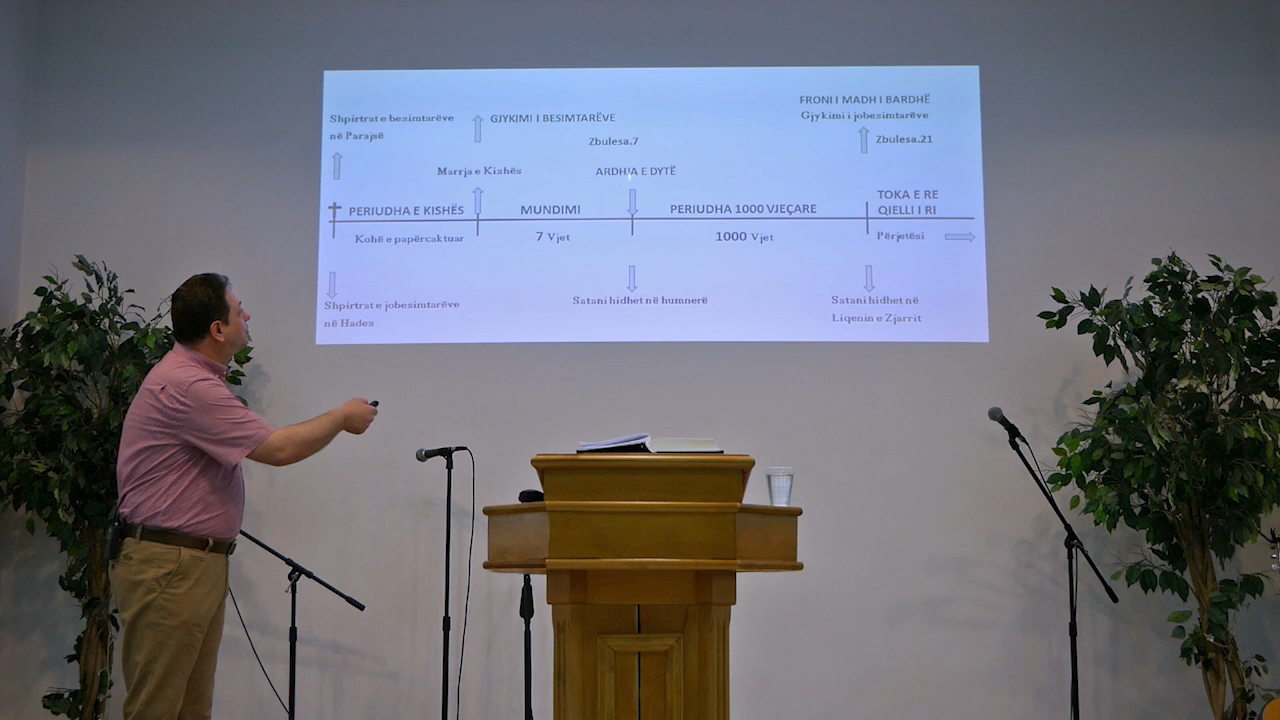 FRONI I MADH I BARDHË
Shpirtrat e besimtarëve
në Parajsë
GJYKIMI I BESIMTARËVE
Gjykimi i jobesimtarëve
Zbulesa.7
Zbulesa.21
Marrja e Kishës
ARDHJA E DYTË
PERIUDHA E KISHËS
MUNDIMI
PERIUDHA 1000 VJEÇARE
TOKA E RE
QIELLI I RI
Kohë e papërcaktuar
7 Vjet
1000 Vjet
Përjetësi
Shpirtrat e jobesimtarëve
në Hades
Satani hidhet në humnerë
Satani hidhet në
Liqenin e Zjarrit